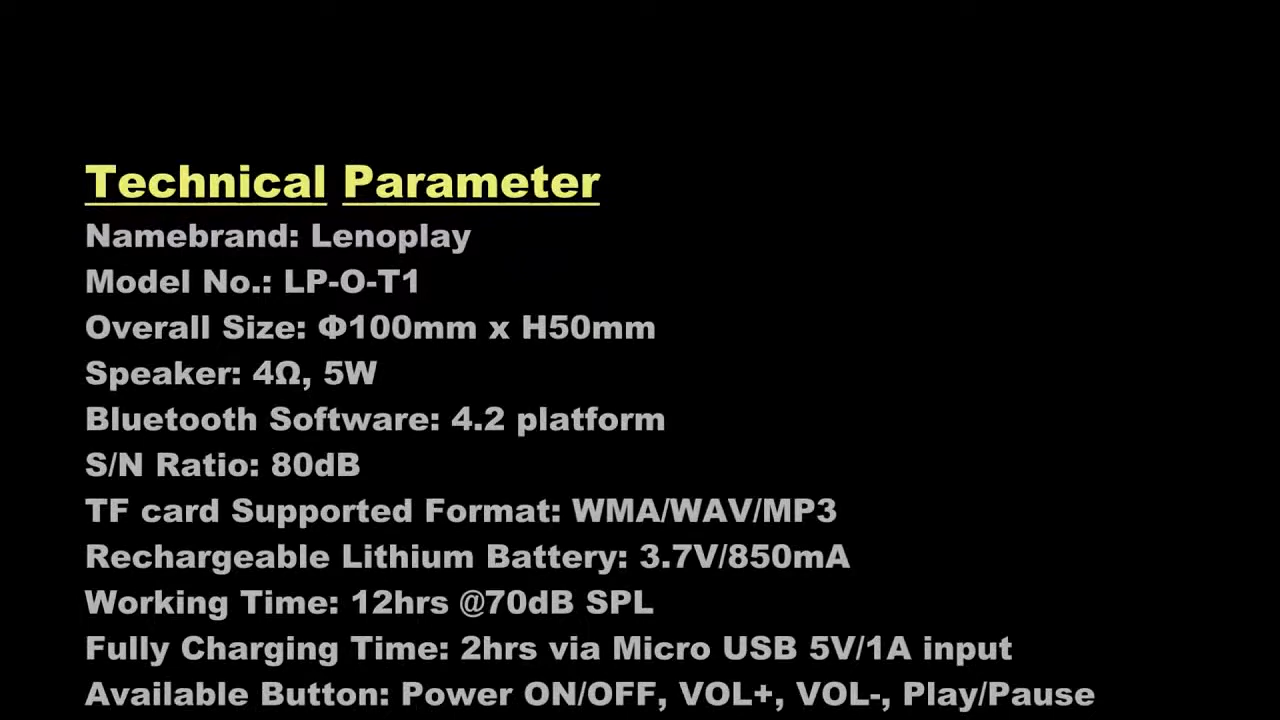 Technical Parameter
Namebrand: Lenoplay
Model No.: LP-O-T1
Overall Size: Φ100mm x H50mm
Speaker: 4Ω, 5W
Bluetooth Software: 4.2 platform
S/N Ratio: 80dB
TF card Supported Format: WMA/WAV/MP3
Rechargeable Lithium Battery: 3.7V/850mA
Working Time: 12hrs @70dB SPL
Fully Charging Time: 2hrs via Micro USB 5V/1A input
Available Button: Power ON/OFF, VOL+, VOL-, Play/Pause